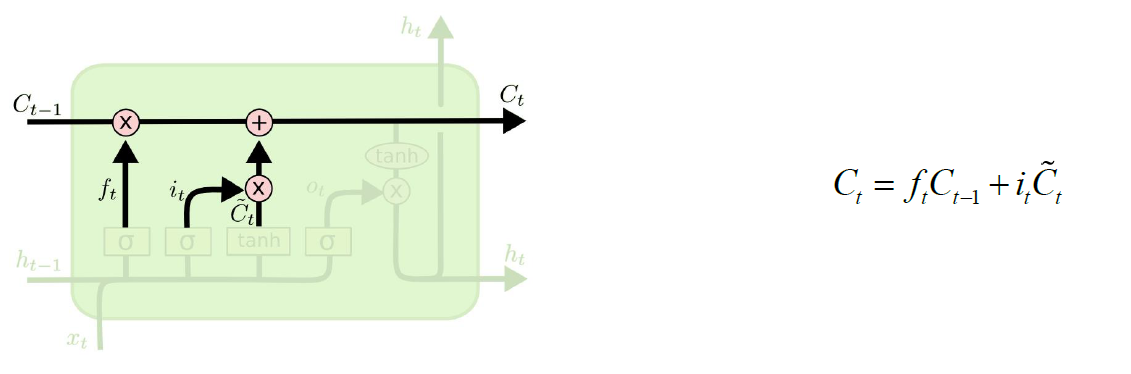 h_t
C_{t-1}
C_t
x
+
tanh
f_t
i_t
x
o_t
x
C̃_t
σ
σ
tanh
σ
h_{t-1}
h_t
x_t
C_t = f_t C_{t-1} + i_t C̃_t